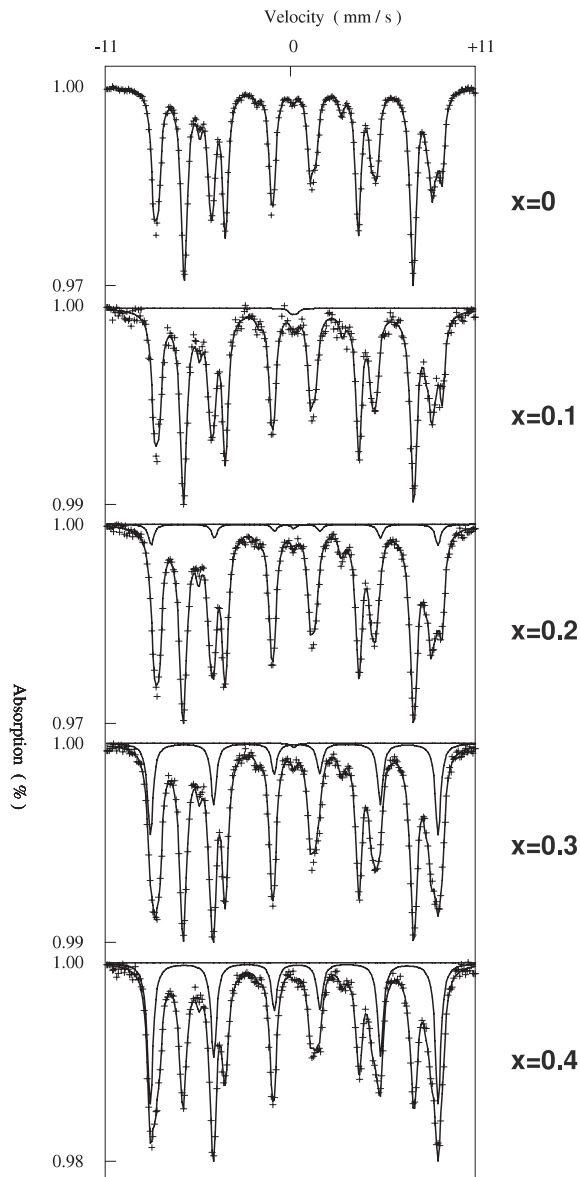 Velocity ( mm / s )
-11 0 +11
1.00
x=0
0.97
1.00
x=0.1
0.99
1.00
x=0.2
0.97
Absorption ( % )
1.00
x=0.3
0.99
1.00
x=0.4
0.98